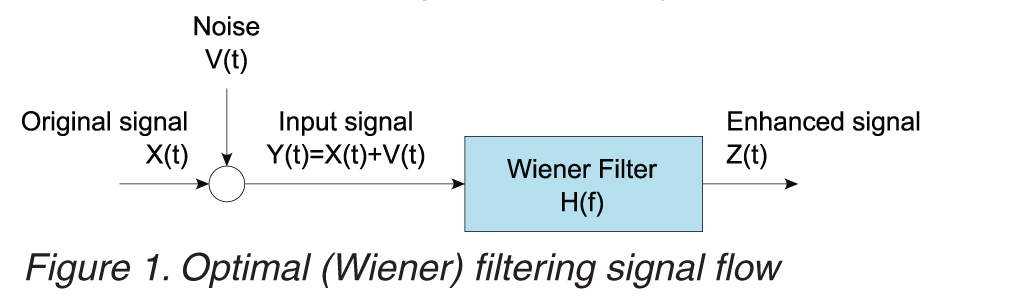 Noise
V(t)
Original signal
X(t)
Input signal
Y(t)=X(t)+V(t)
Wiener Filter
H(f)
Enhanced signal
Z(t)
Figure 1. Optimal (Wiener) filtering signal flow